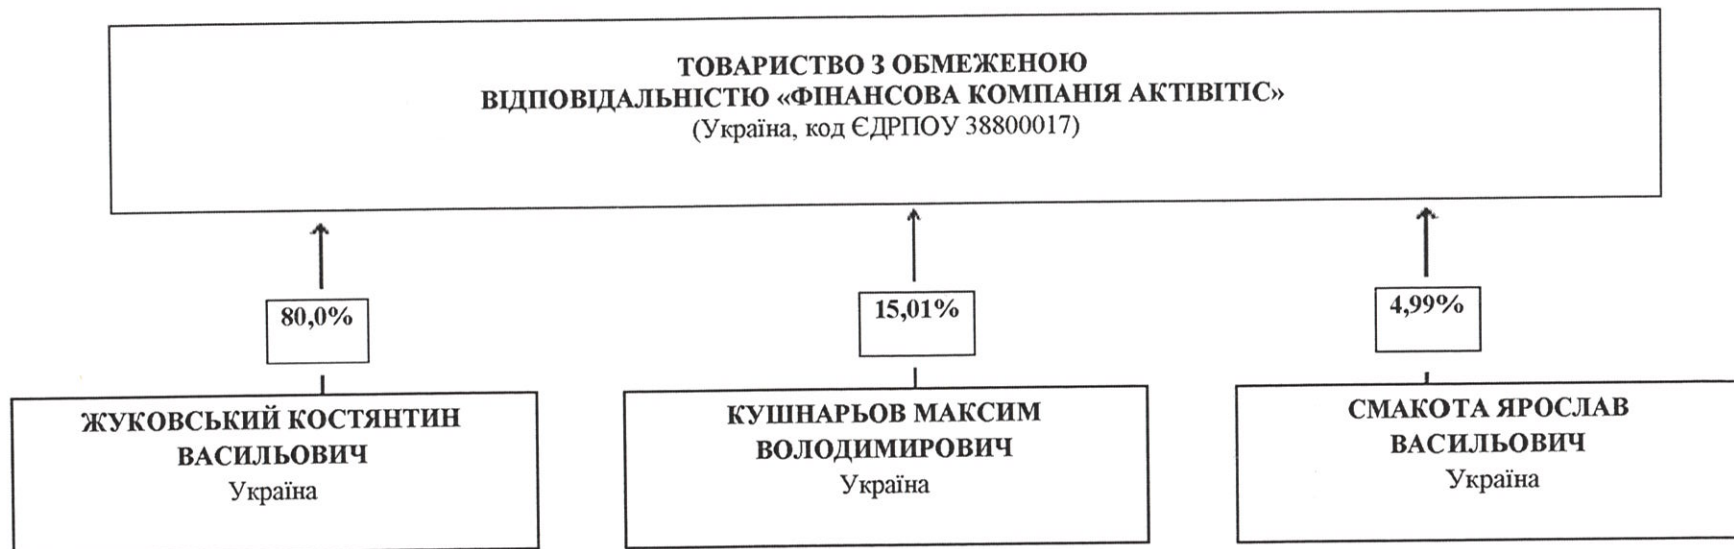 ТОВАРИСТВО З ОБМЕЖЕНОЮ
ВІДПОВІДАЛЬНІСТЮ «ФІНАНСОВА КОМПАНІЯ АКТІВІТІС»
(Україна, код ЄДРПОУ 38800017)
80,0%
15,01%
4,99%
ЖУКОВСЬКИЙ КОСТЯНТИН
ВАСИЛЬОВИЧ
Україна
КУШНАРЬОВ МАКСИМ
ВОЛОДИМИРОВИЧ
Україна
СМАКОТА ЯРОСЛАВ
ВАСИЛЬОВИЧ
Україна